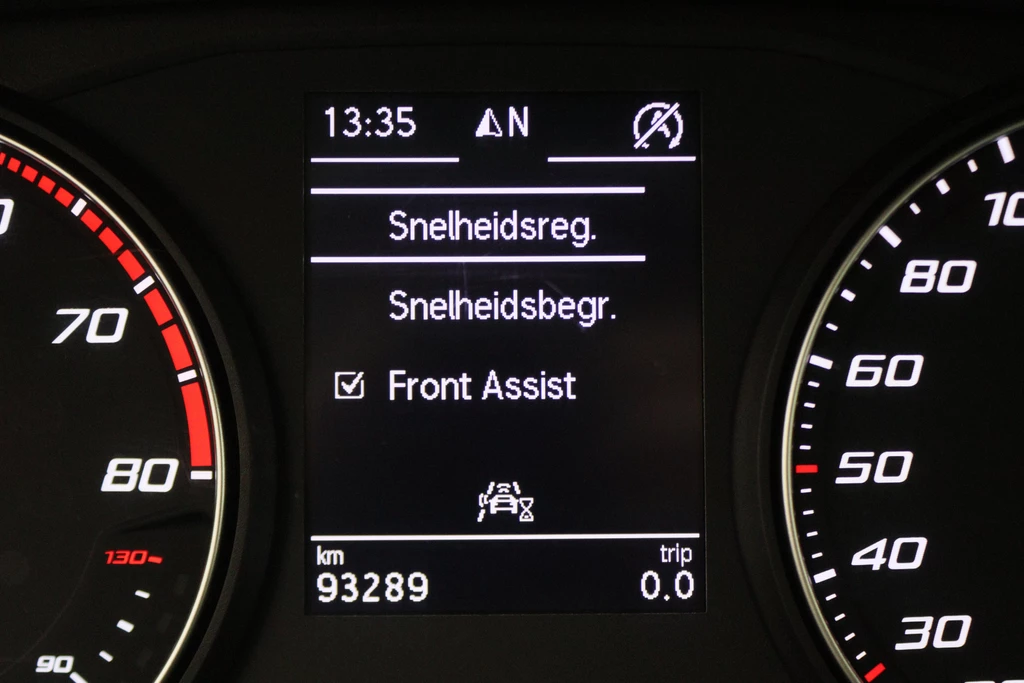 13:35 N
Snelheidsreg.
Snelheidsbegr.
Front Assist
km trip
93289 0.0
70
80
130
90
80
60
50
40
30